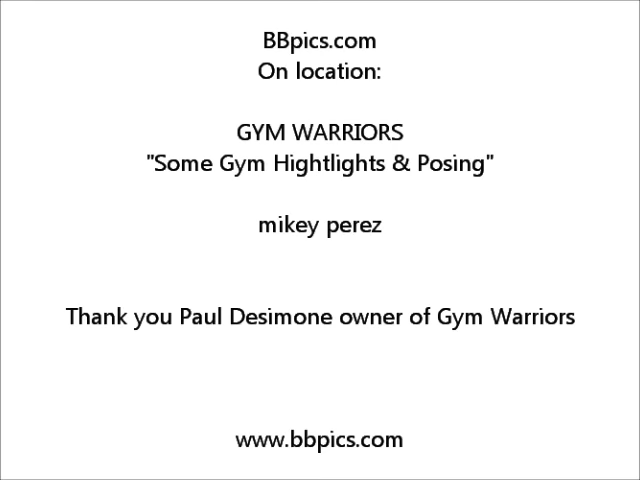 BBpics.com
On location:
GYM WARRIORS
"Some Gym Hightlights & Posing"
mikey perez
Thank you Paul Desimone owner of Gym Warriors
www.bbpics.com